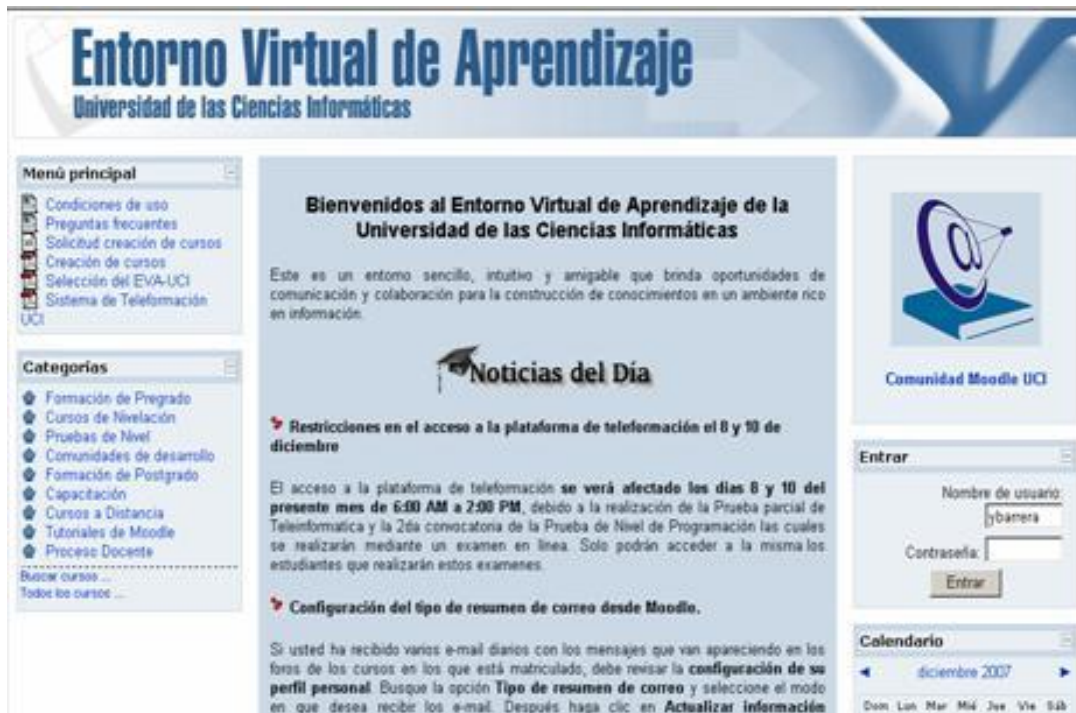 Entorno Virtual de Aprendizaje
Universidad de las Ciencias Informáticas
Menú principal
Condiciones de uso
Preguntas frecuentes
Solicitud creación de cursos
Creación de cursos
Selección del EVA-UCI
Sistema de Teleformación
UCI
Categorías
Formación de Pregrado
Cursos de Nivelación
Pruebas de Nivel
Comunidades de desarrollo
Formación de Postgrado
Capacitación
Cursos a Distancia
Tutoriales de Moodle
Proceso Docente
Buscar cursos ...
Todos los cursos ...
Bienvenidos al Entorno Virtual de Aprendizaje de la
Universidad de las Ciencias Informáticas
Este es un entorno sencillo, intuitivo y amigable que brinda oportunidades de
comunicación y colaboración para la construcción de conocimientos en un ambiente rico
en información.
Noticias del Día
Restricciones en el acceso a la plataforma de teleformación el 8 y 10 de
diciembre
El acceso a la plataforma de teleformación se verá afectado los dias 8 y 10 del
presente mes de 6:00 AM a 2:00 PM, debido a la realización de la Prueba parcial de
Teleinformatica y la 2da convocatoria de la Prueba de Nivel de Programación las cuales
se realizarán mediante un examen en línea. Solo podrán acceder a la misma los
estudiantes que realizarán estos examenes.
Configuración del tipo de resumen de correo desde Moodle.
Si usted ha recibido varios e-mail diarios con los mensajes que van apareciendo en los
foros de los cursos en los que está matriculado, debe revisar la configuración de su
perfil personal. Busque la opción Tipo de resumen de correo y seleccione el modo
en que desea recibir los e-mail. Después haga clic en Actualizar información
Comunidad Moodle UCI
Entrar
Nombre de usuario:
ybarrera
Contraseña:
Entrar
Calendario
diciembre 2007
Dom Lun Mar Mié Jue Vie Sáb